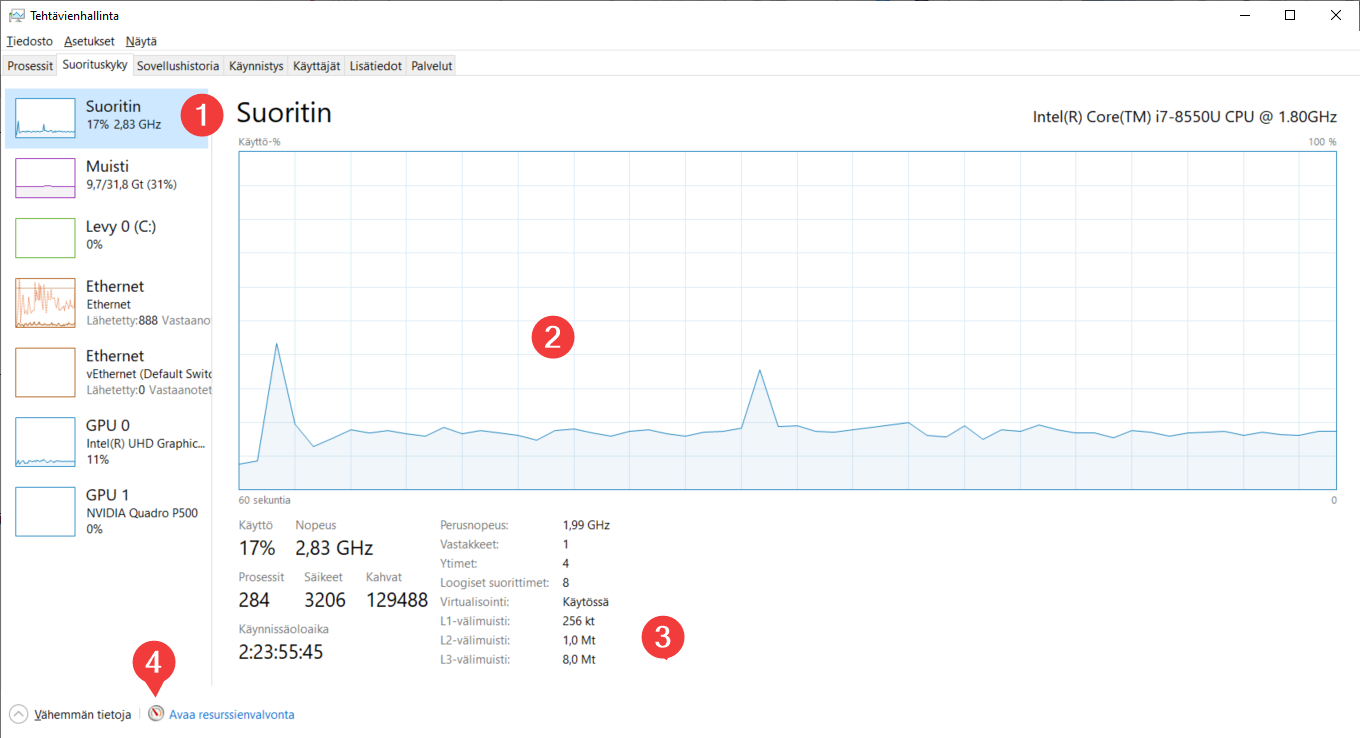 Tehtävienhallinta
Tiedosto Asetukset Näytä
Prosessit Suorituskyky Sovellushistoria Käynnistys Käyttäjät Lisätiedot Palvelut
Suoritin
17% 2,83 GHz
1
Muisti
9,7/31,8 Gt (31%)
Levy 0 (C:)
0%
Ethernet
Ethernet
Lähetetty:888 Vastaano
Ethernet
vEthernet (Default Switc
Lähetetty:0 Vastaanotet
GPU 0
Intel(R) UHD Graphic...
11%
GPU 1
NVIDIA Quadro P500
0%
Suoritin
Intel(R) Core(TM) i7-8550U CPU @ 1.80GHz
Käyttö-% 100 %
2
60 sekuntia 0
Käyttö Nopeus
17% 2,83 GHz
Prosessit Säikeet Kahvat
284 3206 129488
Käynnissäoloaika
2:23:55:45
Perusnopeus: 1,99 GHz
Vastakkeet: 1
Ytimet: 4
Loogiset suorittimet: 8
Virtualisointi: Käytössä
L1-välimuisti: 256 kt
L2-välimuisti: 1,0 Mt
L3-välimuisti: 8,0 Mt
3
4
Vähemmän tietoja Avaa resurssienvalvonta